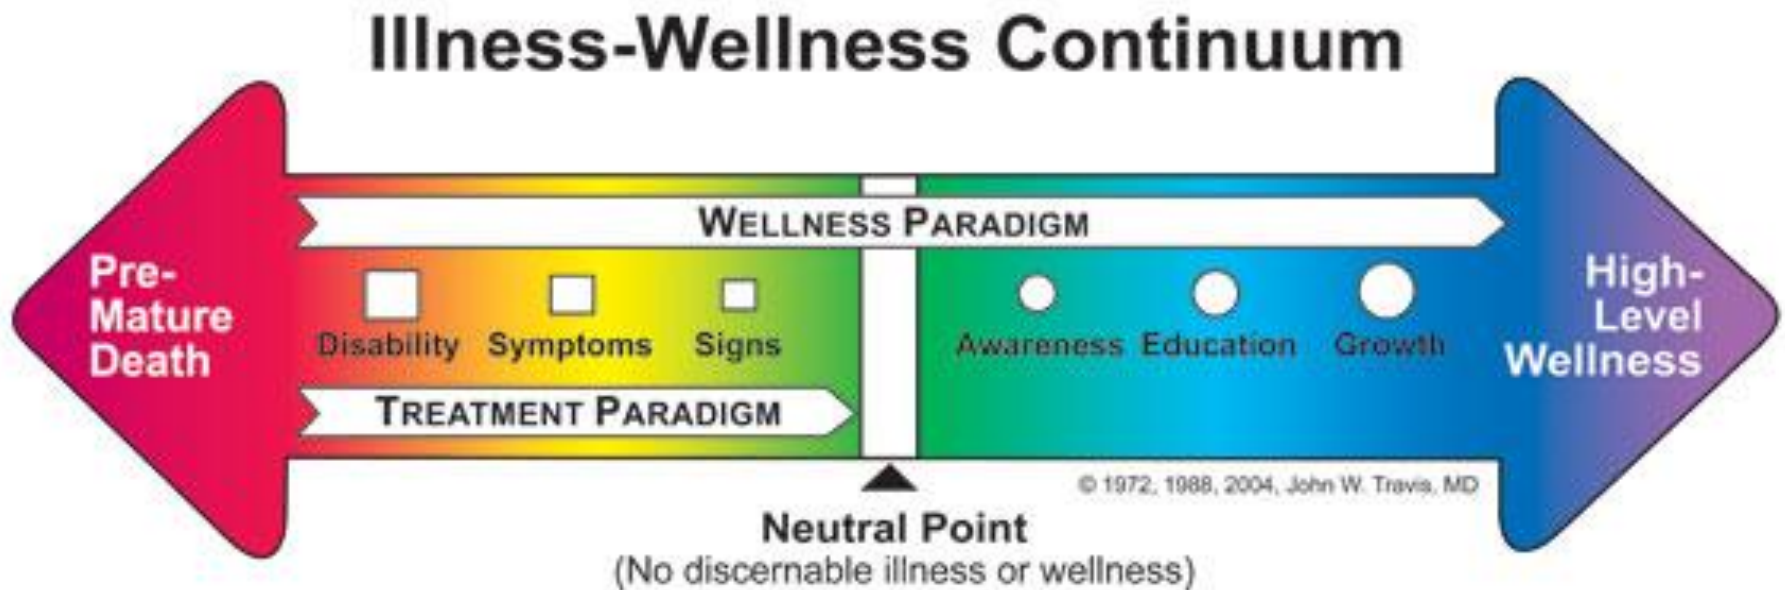 Illness-Wellness Continuum
WELLNESS PARADIGM
Pre-
Mature
Death
Disability Symptoms Signs
Awareness Education Growth
High-
Level
Wellness
TREATMENT PARADIGM
© 1972, 1988, 2004, John W. Travis, MD
Neutral Point
(No discernable illness or wellness)